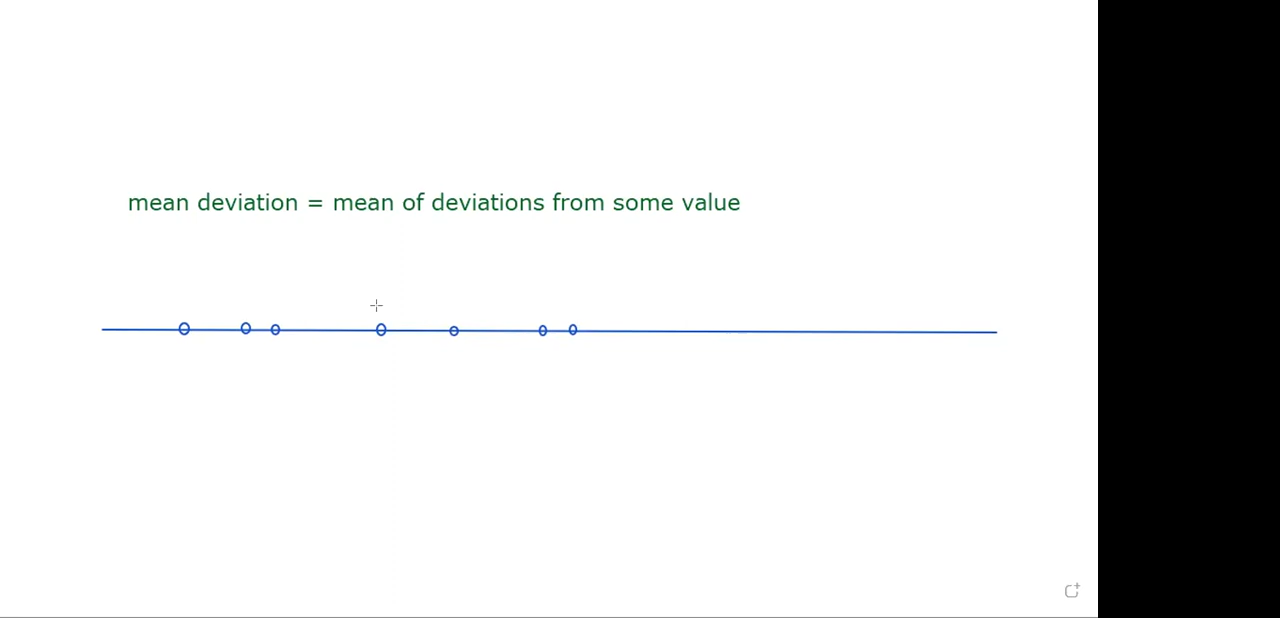 mean deviation = mean of deviations from some value